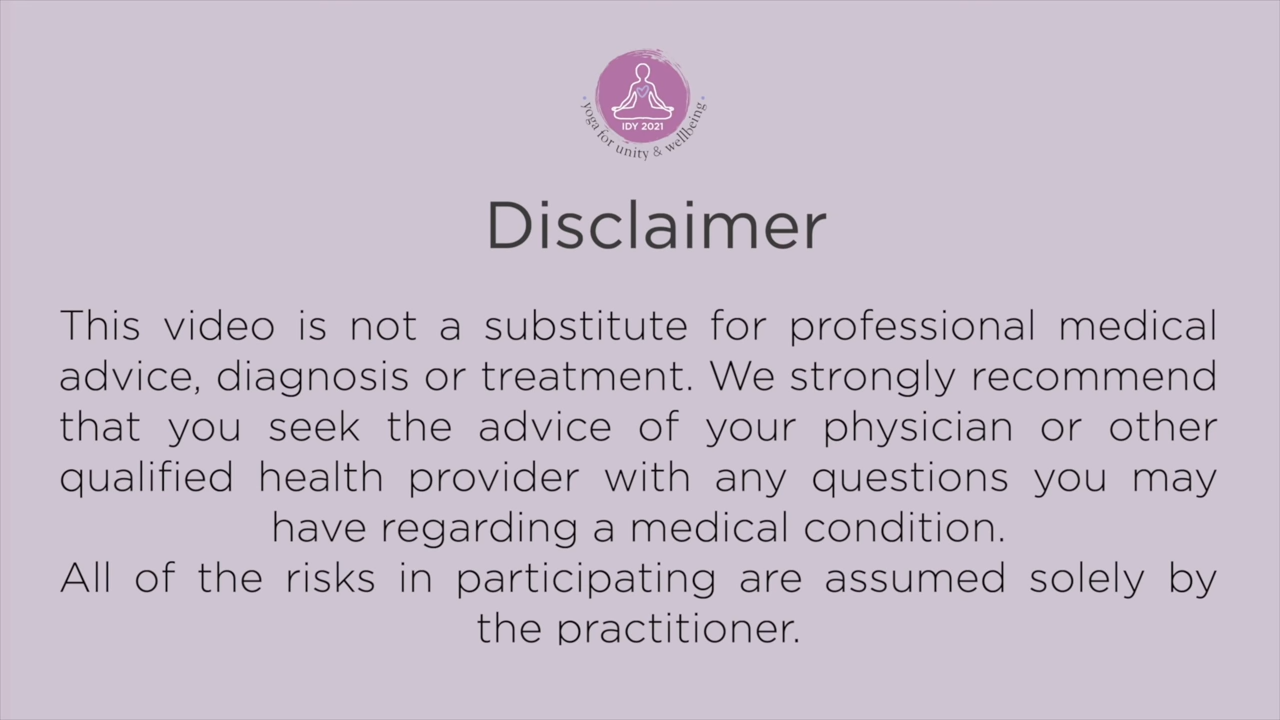 IDY 2021
yoga for unity & wellbeing
Disclaimer
This video is not a substitute for professional medical
advice, diagnosis or treatment. We strongly recommend
that you seek the advice of your physician or other
qualified health provider with any questions you may
have regarding a medical condition.
All of the risks in participating are assumed solely by
the practitioner.